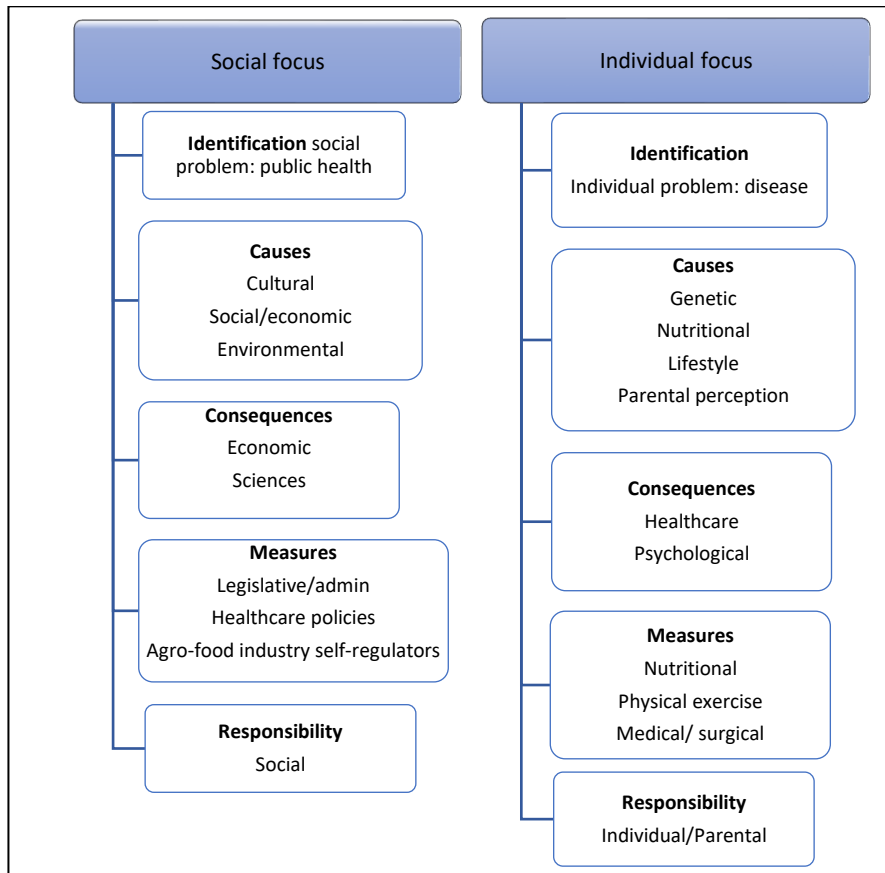 Social focus
Identification social
problem: public health
Causes
Cultural
Social/economic
Environmental
Consequences
Economic
Sciences
Measures
Legislative/admin
Healthcare policies
Agro-food industry self-regulators
Responsibility
Social
Individual focus
Identification
Individual problem: disease
Causes
Genetic
Nutritional
Lifestyle
Parental perception
Consequences
Healthcare
Psychological
Measures
Nutritional
Physical exercise
Medical/ surgical
Responsibility
Individual/Parental